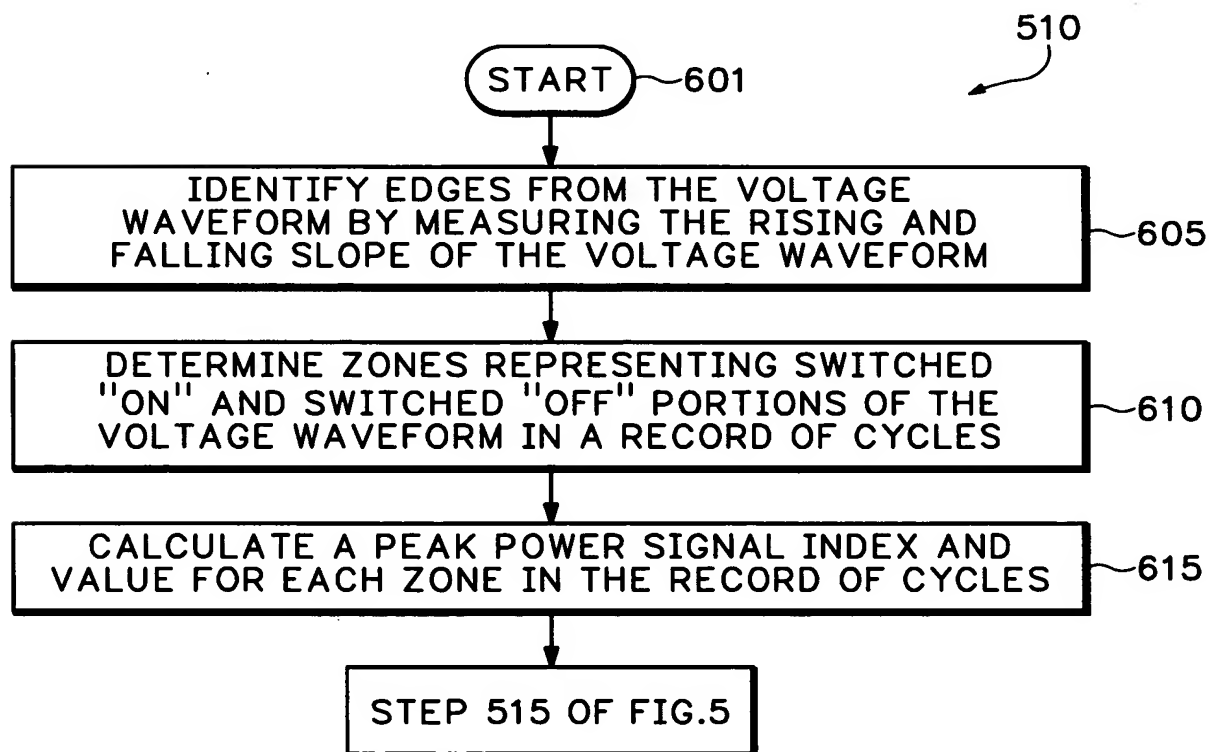 510
START
601
IDENTIFY EDGES FROM THE VOLTAGE
WAVEFORM BY MEASURING THE RISING AND
FALLING SLOPE OF THE VOLTAGE WAVEFORM
605
DETERMINE ZONES REPRESENTING SWITCHED
"ON" AND SWITCHED "OFF" PORTIONS OF THE
VOLTAGE WAVEFORM IN A RECORD OF CYCLES
610
CALCULATE A PEAK POWER SIGNAL INDEX AND
VALUE FOR EACH ZONE IN THE RECORD OF CYCLES
615
STEP 515 OF FIG.5